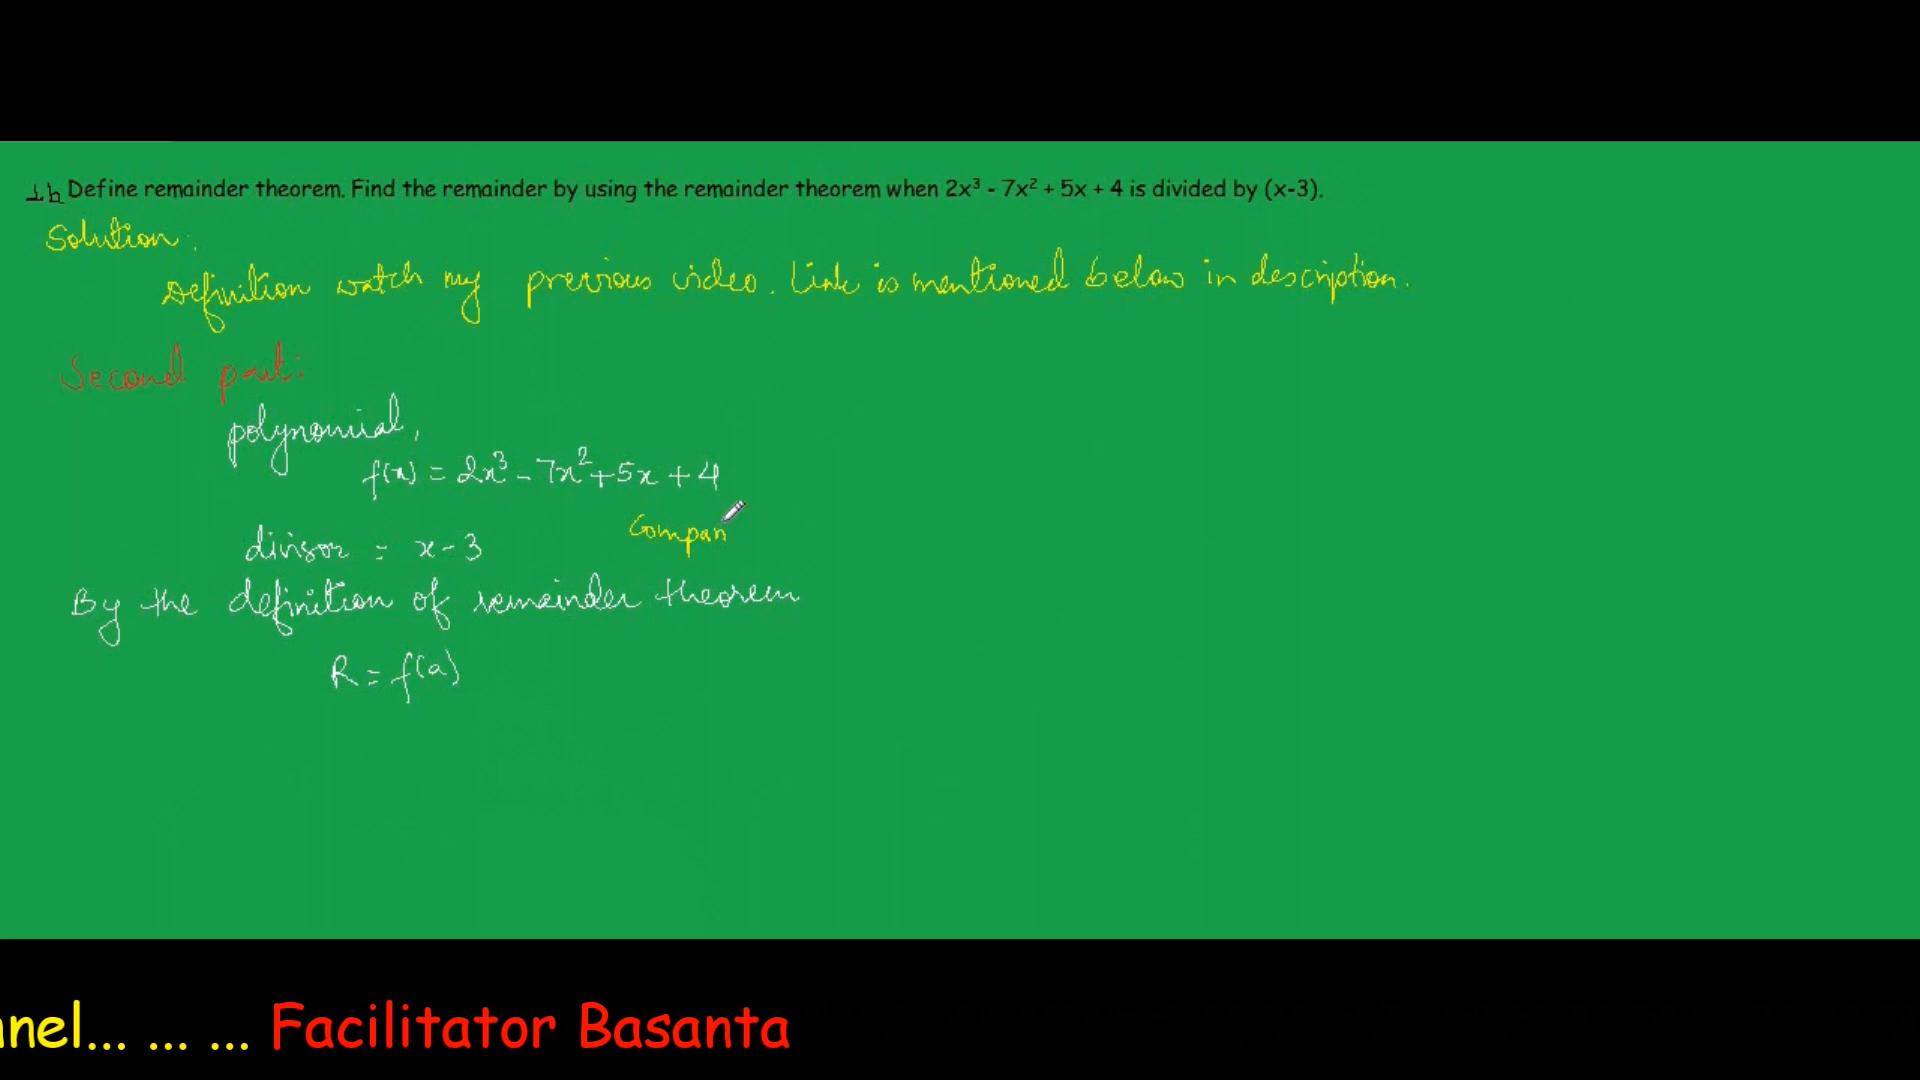 1.b Define remainder theorem. Find the remainder by using the remainder theorem when 2x³ - 7x² + 5x + 4 is divided by (x-3).
Solution:
Definition watch my previous video. Link is mentioned below in description.
Second part:
polynomial,
f(x) = 2x³ - 7x² + 5x + 4
Compar
divisor = x - 3
By the definition of remainder theorem
R = f(a)
nnel... ... ... Facilitator Basanta